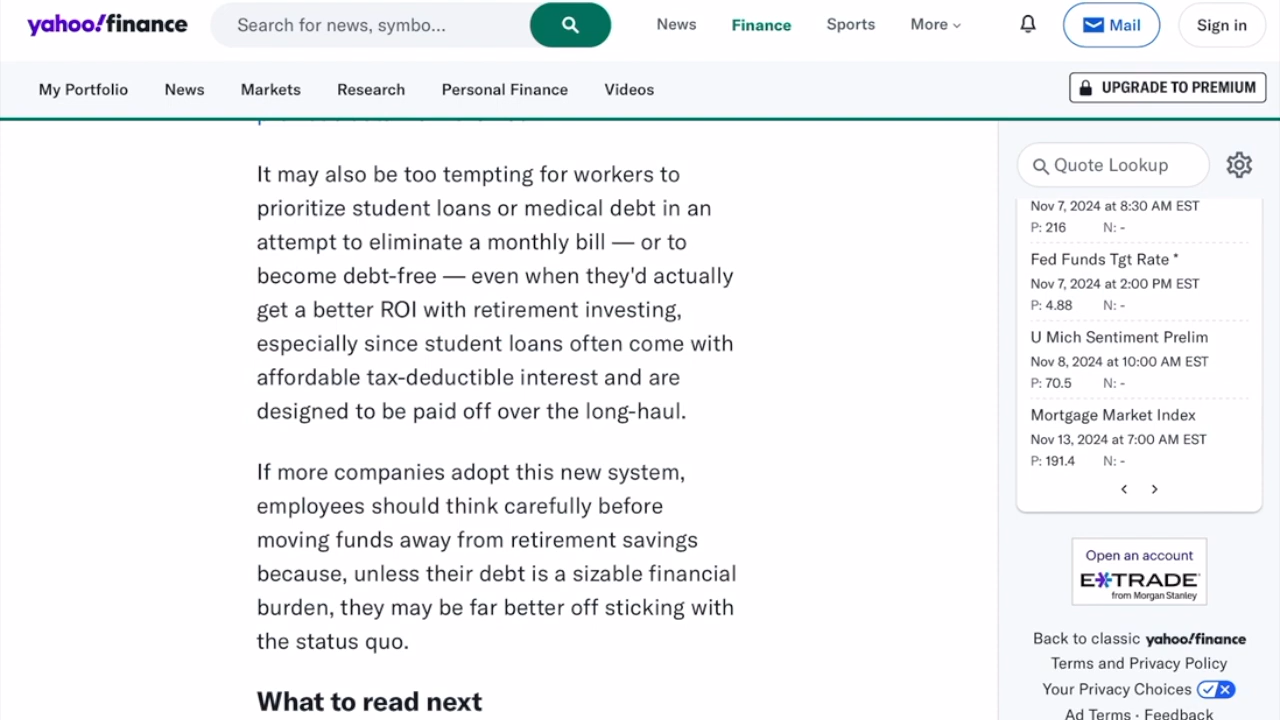 yahoo!finance
Search for news, symbo...
News Finance Sports More
Mail
Sign in
My Portfolio News Markets Research Personal Finance Videos
UPGRADE TO PREMIUM
It may also be too tempting for workers to
prioritize student loans or medical debt in an
attempt to eliminate a monthly bill — or to
become debt-free — even when they'd actually
get a better ROI with retirement investing,
especially since student loans often come with
affordable tax-deductible interest and are
designed to be paid off over the long-haul.
If more companies adopt this new system,
employees should think carefully before
moving funds away from retirement savings
because, unless their debt is a sizable financial
burden, they may be far better off sticking with
the status quo.
What to read next
Quote Lookup
Nov 7, 2024 at 8:30 AM EST
P: 216 N: -
Fed Funds Tgt Rate *
Nov 7, 2024 at 2:00 PM EST
P: 4.88 N: -
U Mich Sentiment Prelim
Nov 8, 2024 at 10:00 AM EST
P: 70.5 N: -
Mortgage Market Index
Nov 13, 2024 at 7:00 AM EST
P: 191.4 N: -
Open an account
E*TRADE
from Morgan Stanley
Back to classic yahoo!finance
Terms and Privacy Policy
Your Privacy Choices
Ad Terms · Feedback